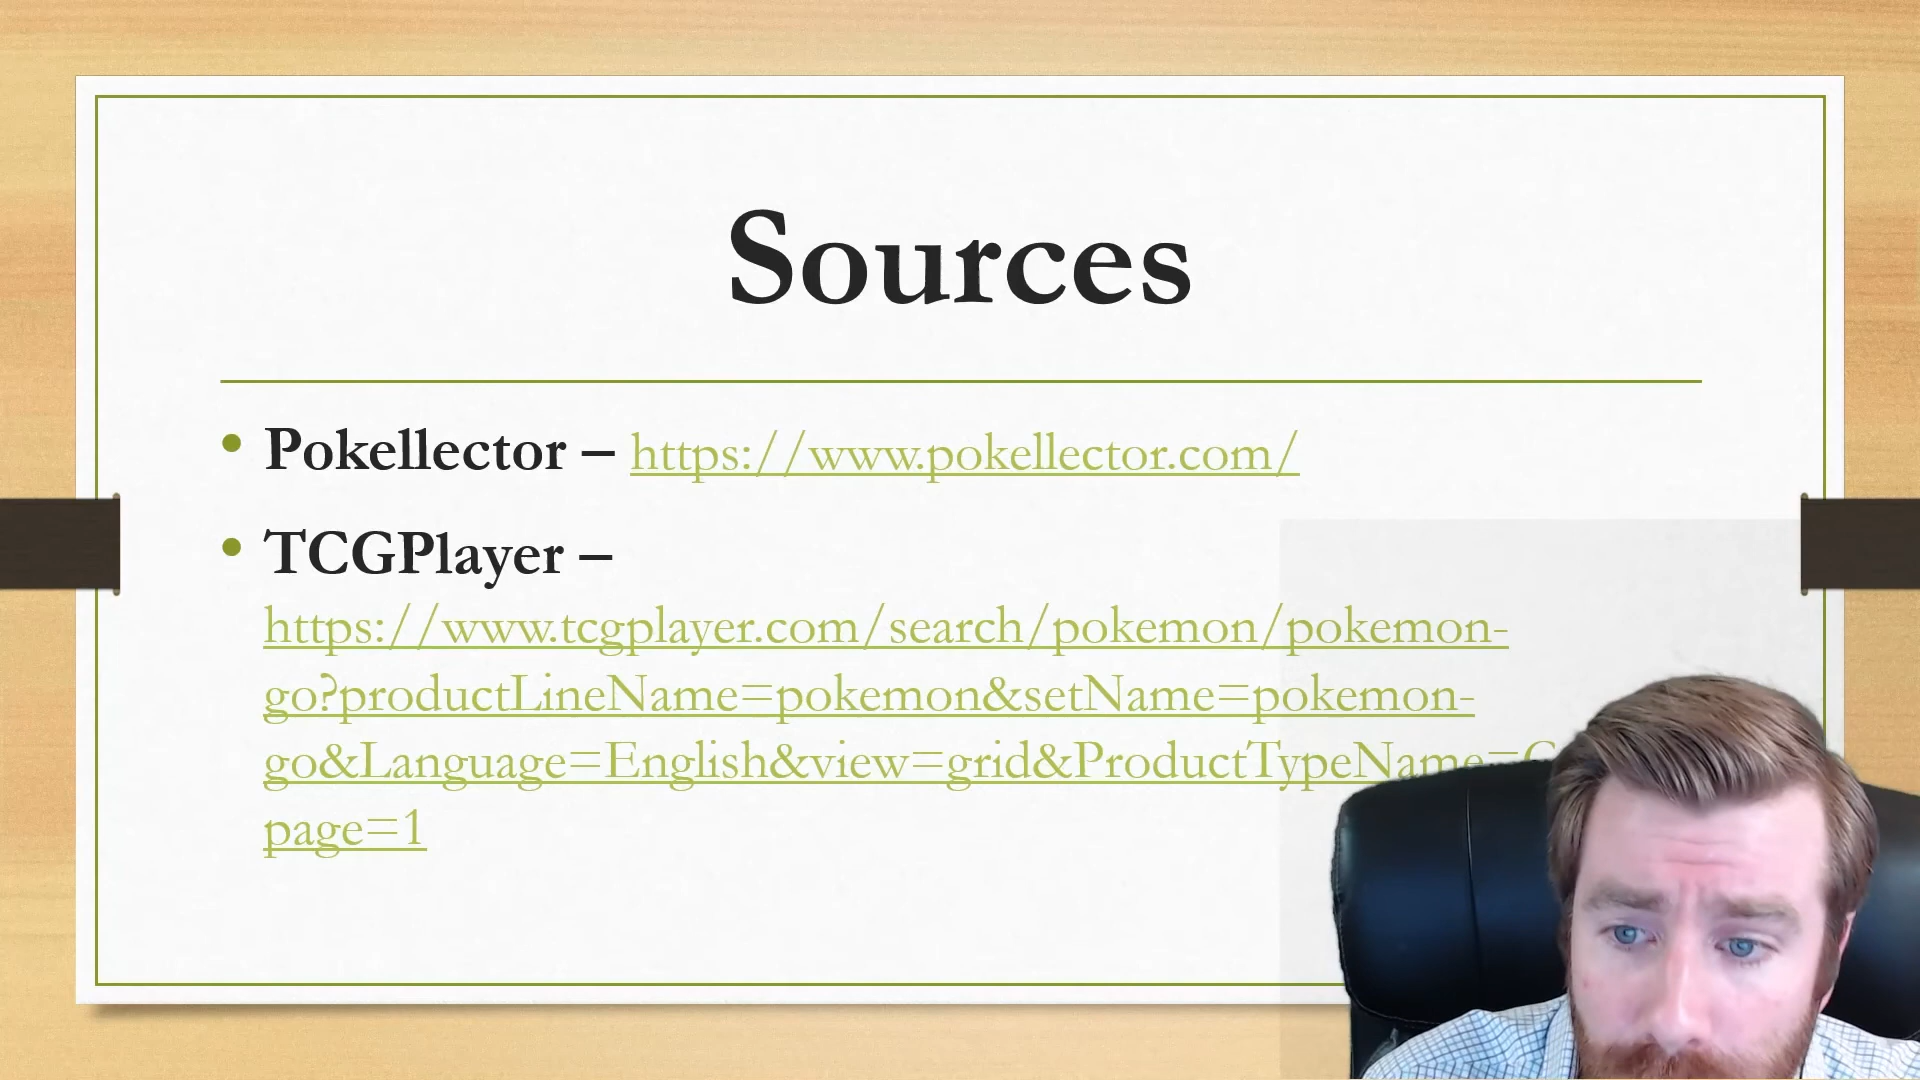 Sources
• Pokellector – https://www.pokellector.com/
• TCGPlayer –
https://www.tcgplayer.com/search/pokemon/pokemon-
go?productLineName=pokemon&setName=pokemon-
go&Language=English&view=grid&ProductTypeName=
page=1